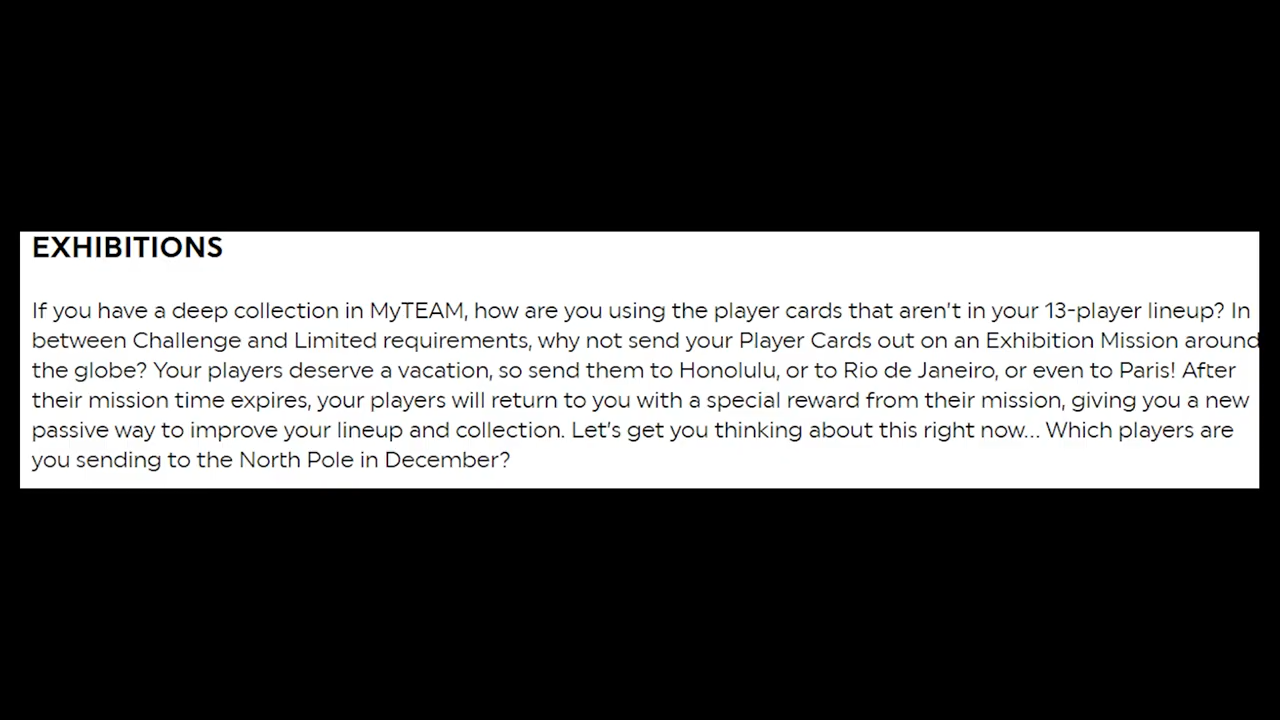 EXHIBITIONS
If you have a deep collection in MyTEAM, how are you using the player cards that aren't in your 13-player lineup? In
between Challenge and Limited requirements, why not send your Player Cards out on an Exhibition Mission around
the globe? Your players deserve a vacation, so send them to Honolulu, or to Rio de Janeiro, or even to Paris! After
their mission time expires, your players will return to you with a special reward from their mission, giving you a new
passive way to improve your lineup and collection. Let's get you thinking about this right now... Which players are
you sending to the North Pole in December?